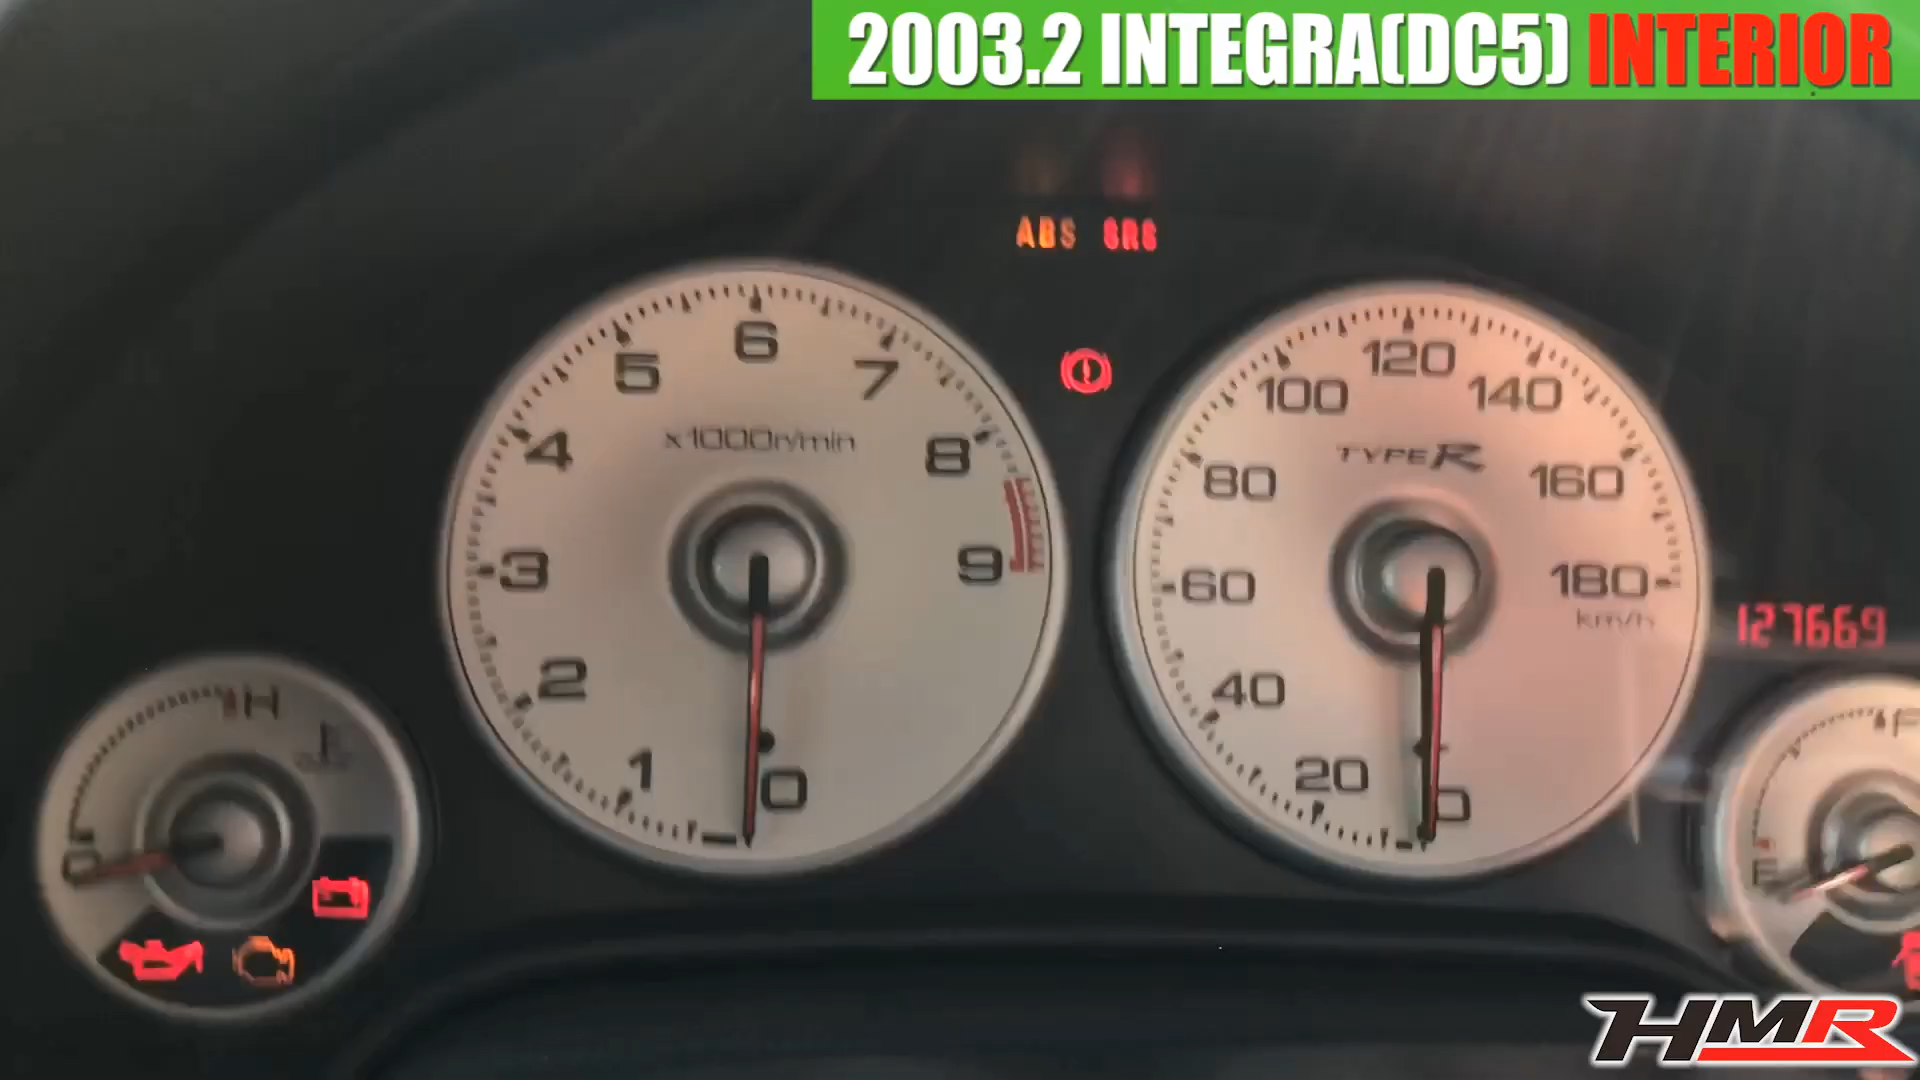 2003.2 INTEGRA(DC5) INTERIOR
ABS SRS
0 1 2 3 4 5 6 7 8 9
x1000r/min
0 20 40 60 80 100 120 140 160 180
TYPE R
km/h
127669
H
C
F
E
HMR